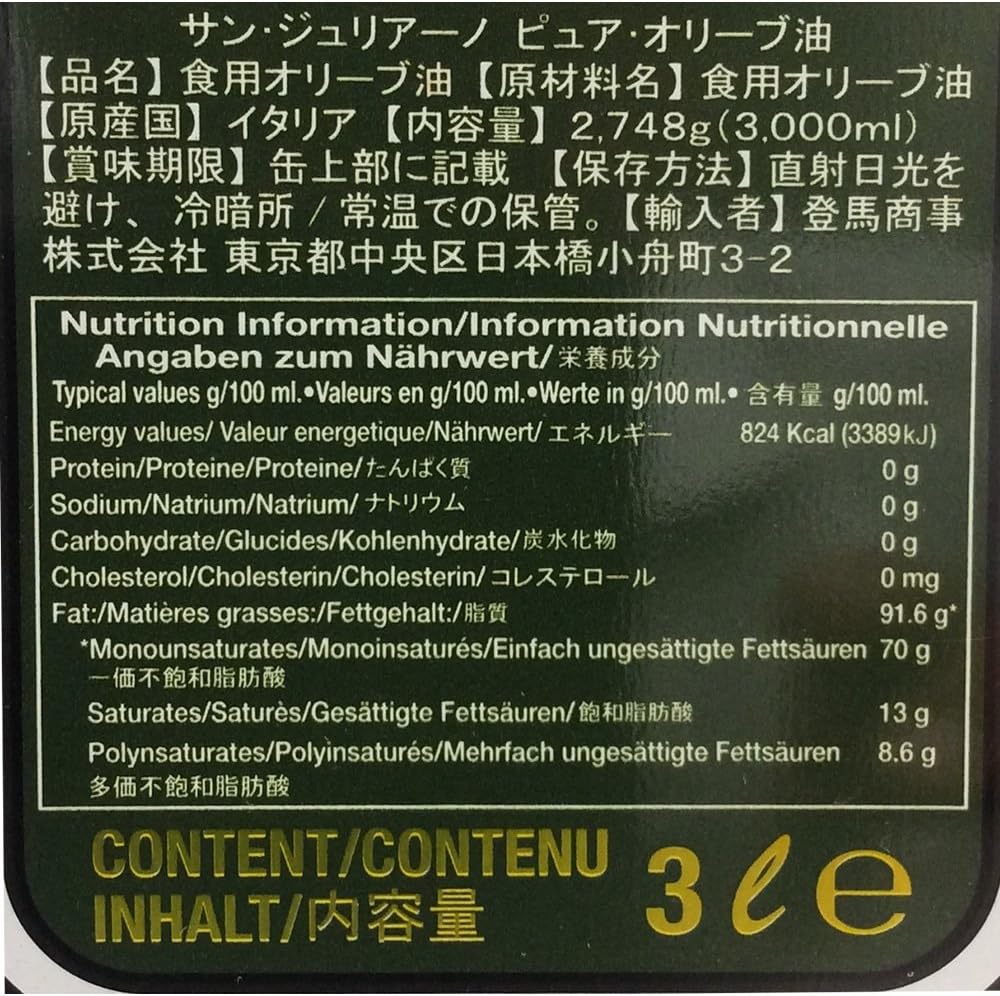 サン・ジュリアーノ ピュア・オリーブ油
【品名】食用オリーブ油【原材料名】食用オリーブ油
【原産国】イタリア【内容量】2,748g(3,000ml)
【賞味期限】缶上部に記載 【保存方法】直射日光を
避け、冷暗所/常温での保管。【輸入者】登馬商事
株式会社 東京都中央区日本橋小舟町3-2
Nutrition Information/Information Nutritionnelle
Angaben zum Nährwert/栄養成分
Typical values g/100 ml.•Valeurs en g/100 ml.•Werte in g/100 ml.• 含有量 g/100 ml.
Energy values/ Valeur energetique/Nährwert/エネルギー 824 Kcal (3389kJ)
Protein/Proteine/Proteine/たんぱく質 0 g
Sodium/Natrium/Natrium/ナトリウム 0 g
Carbohydrate/Glucides/Kohlenhydrate/炭水化物 0 g
Cholesterol/Cholesterin/Cholesterin/コレステロール 0 mg
Fat:/Matières grasses:/Fettgehalt:/脂質 91.6 g*
*Monounsaturates/Monoinsaturés/Einfach ungesättigte Fettsäuren 70 g
一価不飽和脂肪酸
Saturates/Saturès/Gesättigte Fettsäuren/飽和脂肪酸 13 g
Polynsaturates/Polyinsaturés/Mehrfach ungesättigte Fettsäuren 8.6 g
多価不飽和脂肪酸
CONTENT/CONTENU
INHALT/内容量 3 ℓ ℮